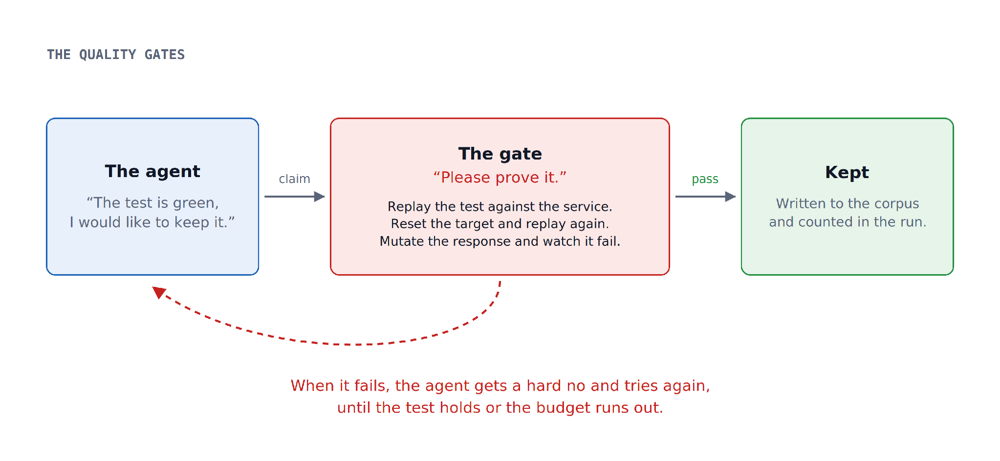 THE QUALITY GATES
The agent
“The test is green,
I would like to keep it.”
claim
The gate
“Please prove it.”
Replay the test against the service.
Reset the target and replay again.
Mutate the response and watch it fail.
pass
Kept
Written to the corpus
and counted in the run.
When it fails, the agent gets a hard no and tries again,
until the test holds or the budget runs out.